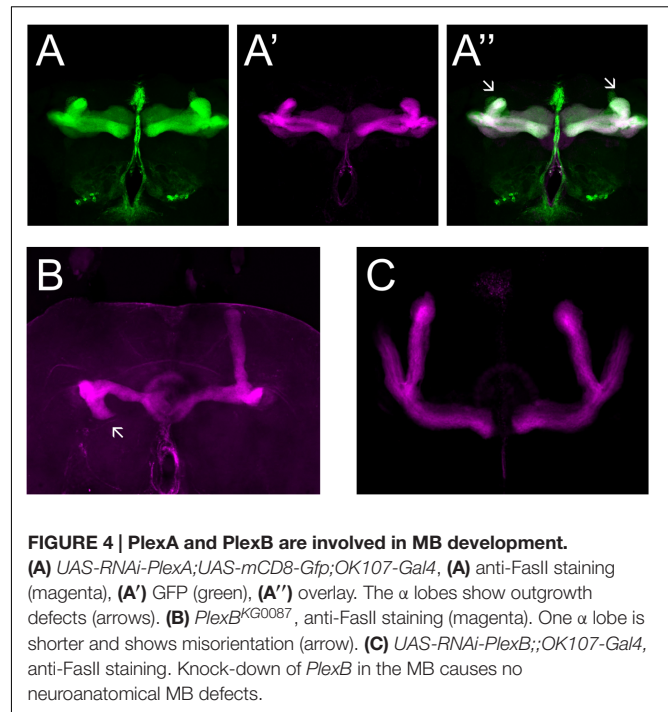 A
A'
A''
B
C
FIGURE 4 | PlexA and PlexB are involved in MB development.
(A) UAS-RNAi-PlexA;UAS-mCD8-Gfp;OK107-Gal4, (A) anti-FasII staining
(magenta), (A') GFP (green), (A'') overlay. The α lobes show outgrowth
defects (arrows). (B) PlexB^KG0087, anti-FasII staining (magenta). One α lobe is
shorter and shows misorientation (arrow). (C) UAS-RNAi-PlexB;;OK107-Gal4,
anti-FasII staining. Knock-down of PlexB in the MB causes no
neuroanatomical MB defects.